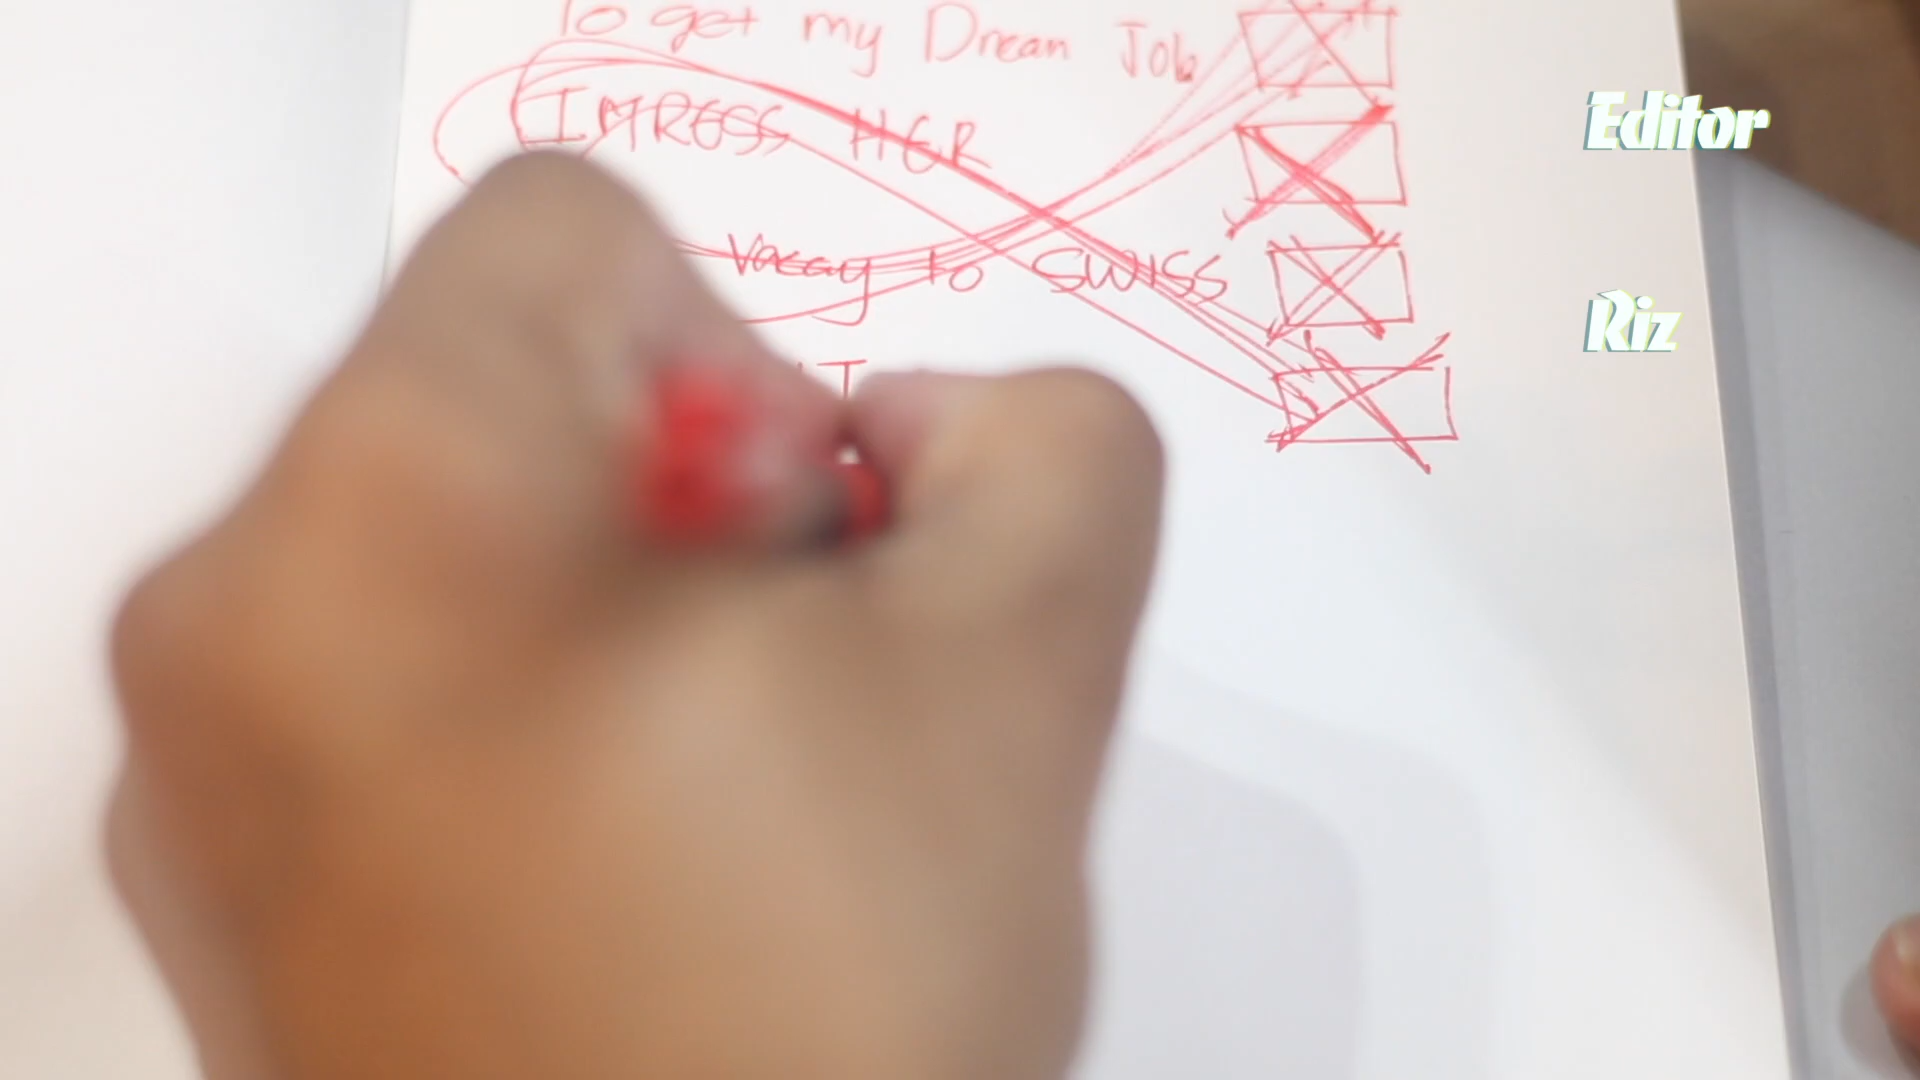 To get my Dream Job
IMRESS HER
Vacay to SWISS
Editor
Riz